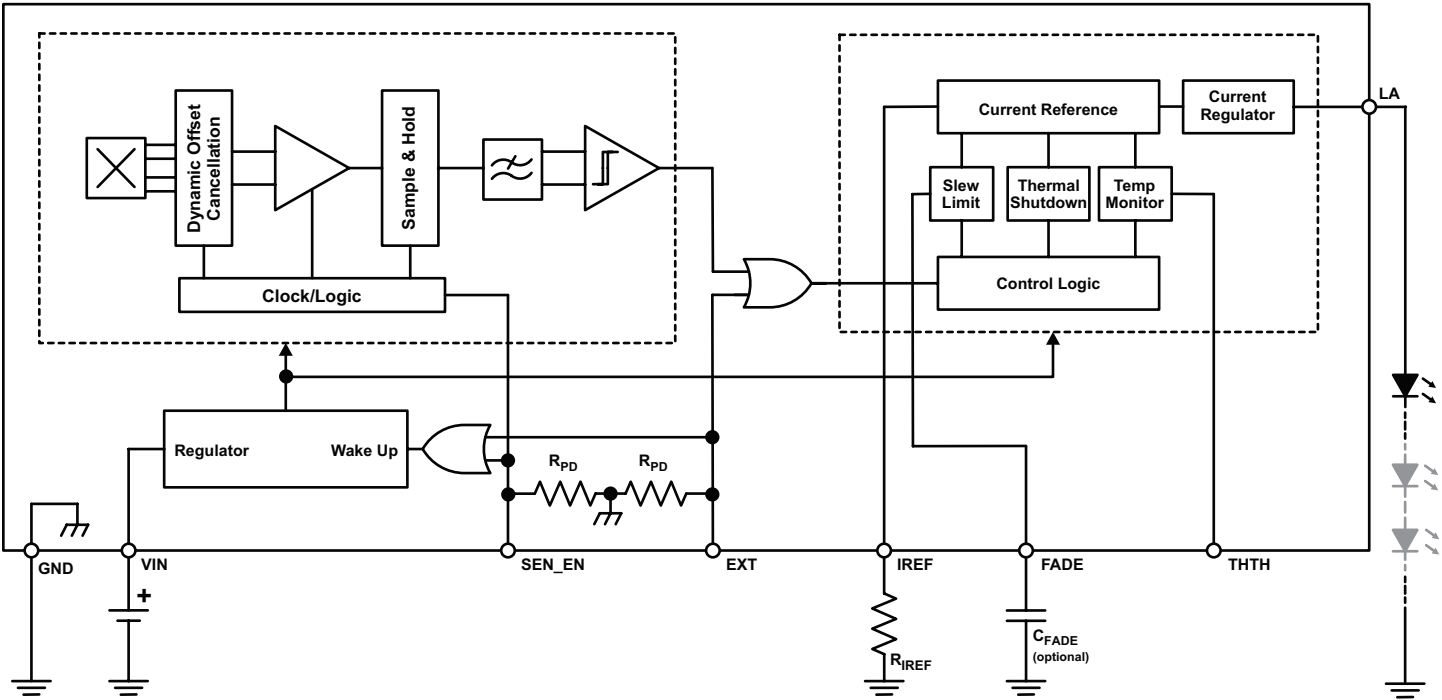 Dynamic Offset
Cancellation
Sample & Hold
Clock/Logic
Current Reference
Current
Regulator
LA
Slew
Limit
Thermal
Shutdown
Temp
Monitor
Control Logic
Regulator
Wake Up
RPD
RPD
GND
VIN
SEN_EN
EXT
IREF
FADE
THTH
+
RIREF
CFADE
(optional)